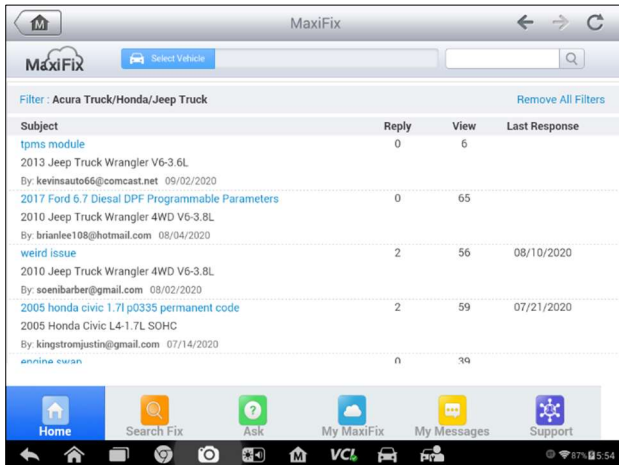 MaxiFix
M
MaxiFix
Select Vehicle
Filter : Acura Truck/Honda/Jeep Truck
Remove All Filters
Subject Reply View Last Response
tpms module 0 6
2013 Jeep Truck Wrangler V6-3.6L
By: kevinsauto66@comcast.net 09/02/2020
2017 Ford 6.7 Diesal DPF Programmable Parameters 0 65
2010 Jeep Truck Wrangler 4WD V6-3.8L
By: brianlee108@hotmail.com 08/04/2020
weird issue 2 56 08/10/2020
2010 Jeep Truck Wrangler 4WD V6-3.8L
By: soenibarber@gmail.com 08/02/2020
2005 honda civic 1.7l p0335 permanent code 2 59 07/21/2020
2005 Honda Civic L4-1.7L SOHC
By: kingstromjustin@gmail.com 07/14/2020
engine swap 0 39
Home Search Fix Ask My MaxiFix My Messages Support
M VCI 87% 5:54